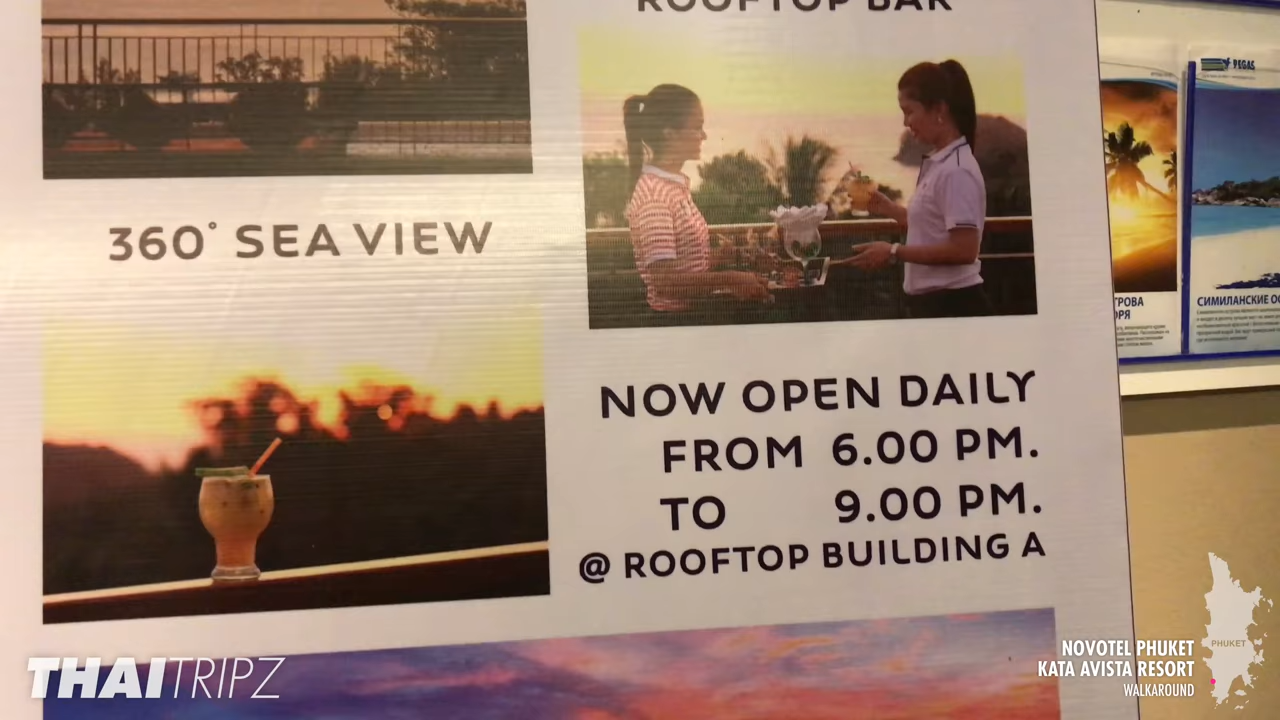 ROOFTOP BAR
360° SEA VIEW
NOW OPEN DAILY
FROM 6.00 PM.
TO 9.00 PM.
@ ROOFTOP BUILDING A
PEGAS
СИМИЛАНСКИЕ
THAITRIPZ
NOVOTEL PHUKET
KATA AVISTA RESORT
WALKAROUND
PHUKET